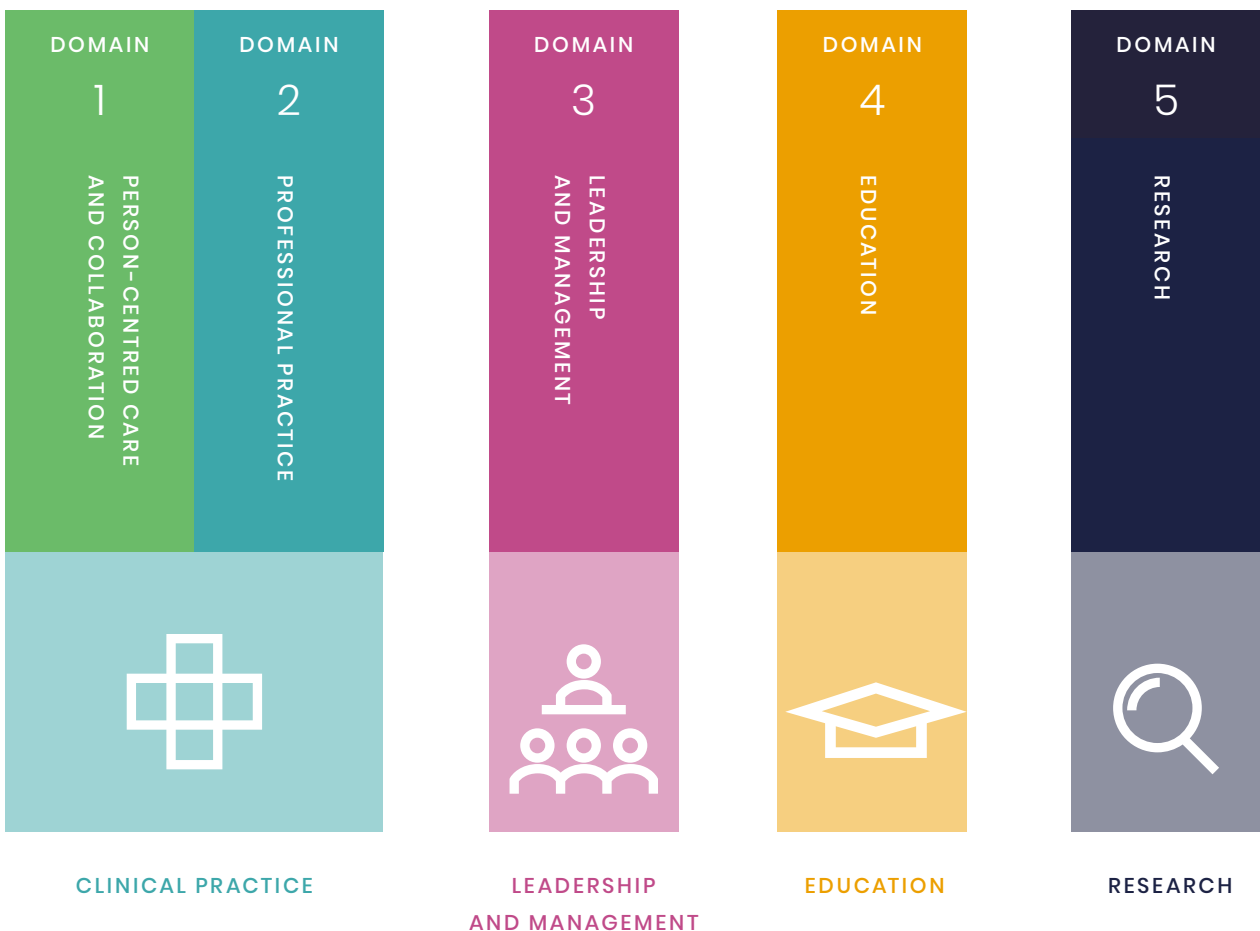 DOMAIN
1
PERSON-CENTRED CARE
AND COLLABORATION
DOMAIN
2
PROFESSIONAL PRACTICE
CLINICAL PRACTICE
DOMAIN
3
LEADERSHIP
AND MANAGEMENT
LEADERSHIP
AND MANAGEMENT
DOMAIN
4
EDUCATION
EDUCATION
DOMAIN
5
RESEARCH
RESEARCH